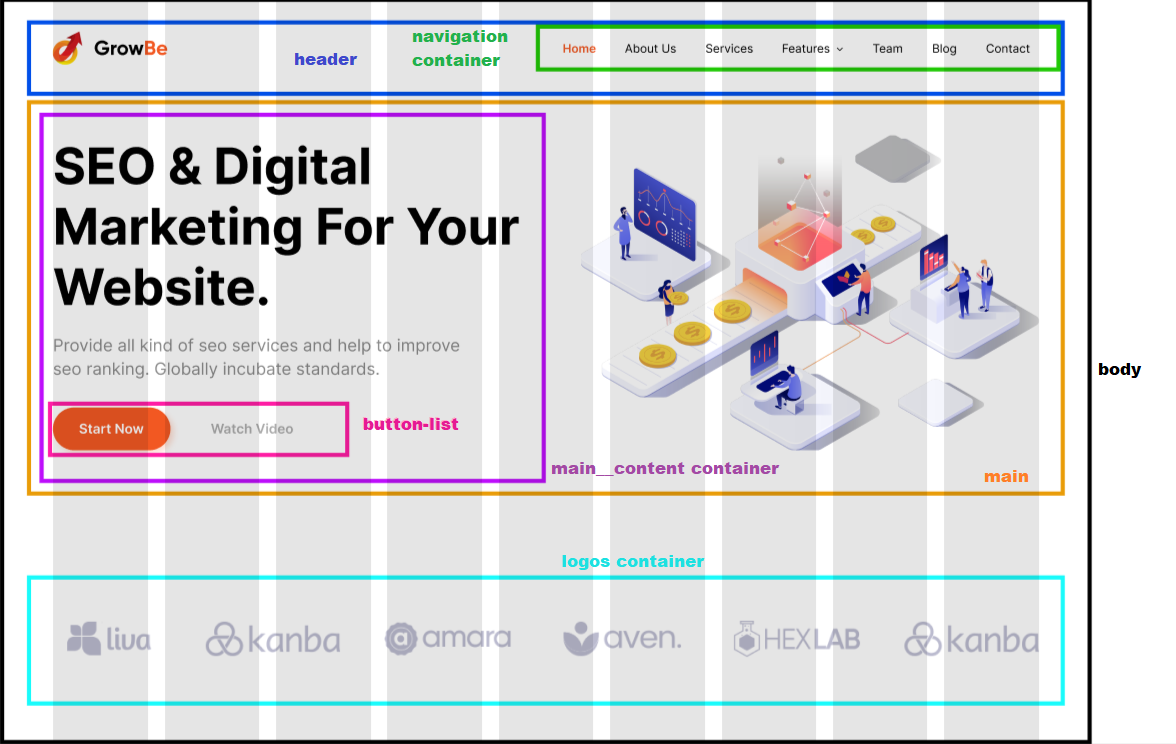 GrowBe
header
navigation
container
Home About Us Services Features Team Blog Contact
SEO & Digital
Marketing For Your
Website.
Provide all kind of seo services and help to improve
seo ranking. Globally incubate standards.
Start Now Watch Video
button-list
body
main__content container
main
logos container
liva kanba amara aven. HEXLAB kanba